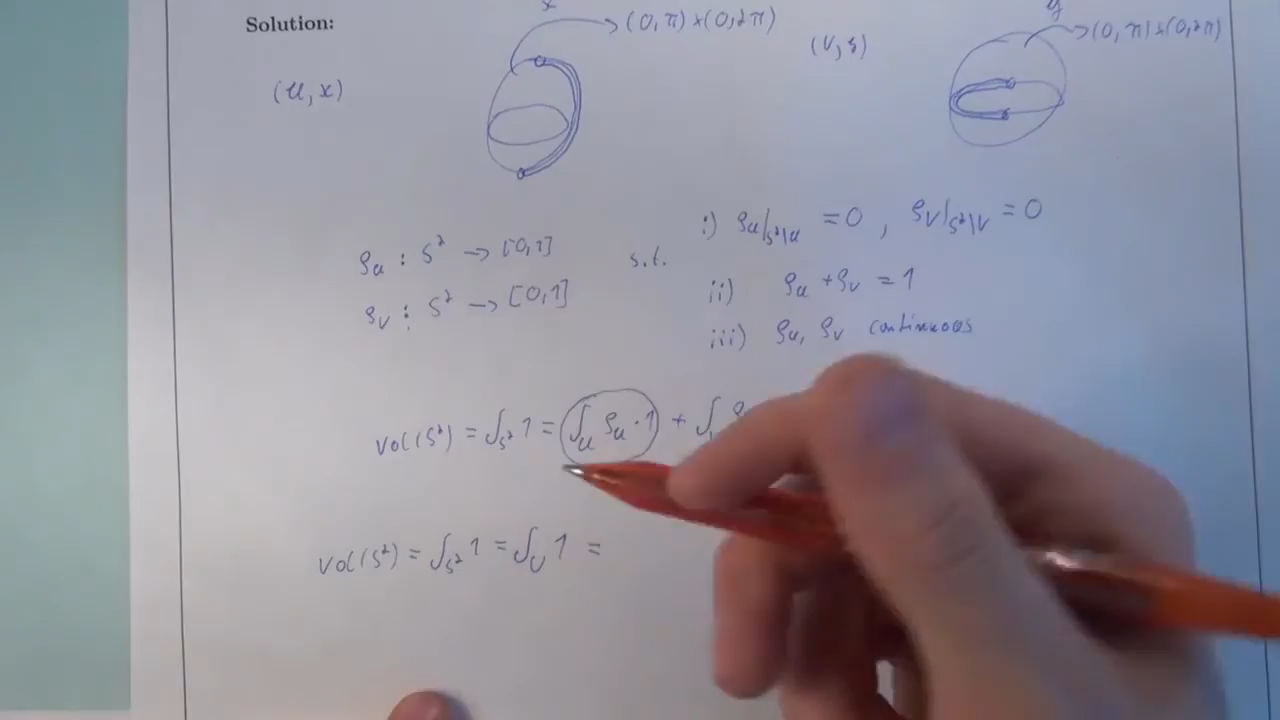 x y
Solution: (0, π)×(0,2π) (V, y) (0, π)×(0,2π)
(U, x)
i) ρ_U|_{S²\U} = 0 , ρ_V|_{S²\V} = 0
ρ_U : S² → [0,1] s.t.
ii) ρ_U + ρ_V = 1
ρ_V : S² → [0,1]
iii) ρ_U, ρ_V continuous
vol(S²) = ∫_{S²} 1 = ∫_U ρ_U · 1 + ∫
vol(S²) = ∫_{S²} 1 = ∫_U 1 =